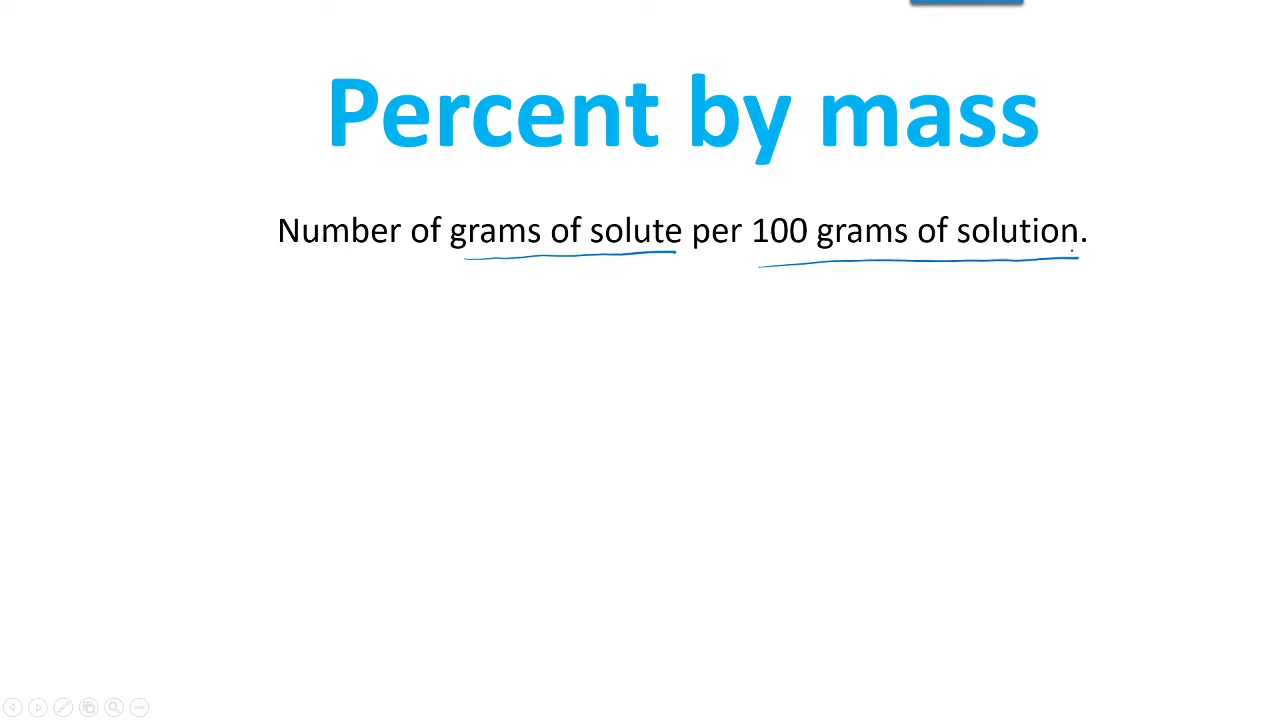 Percent by mass
Number of grams of solute per 100 grams of solution.